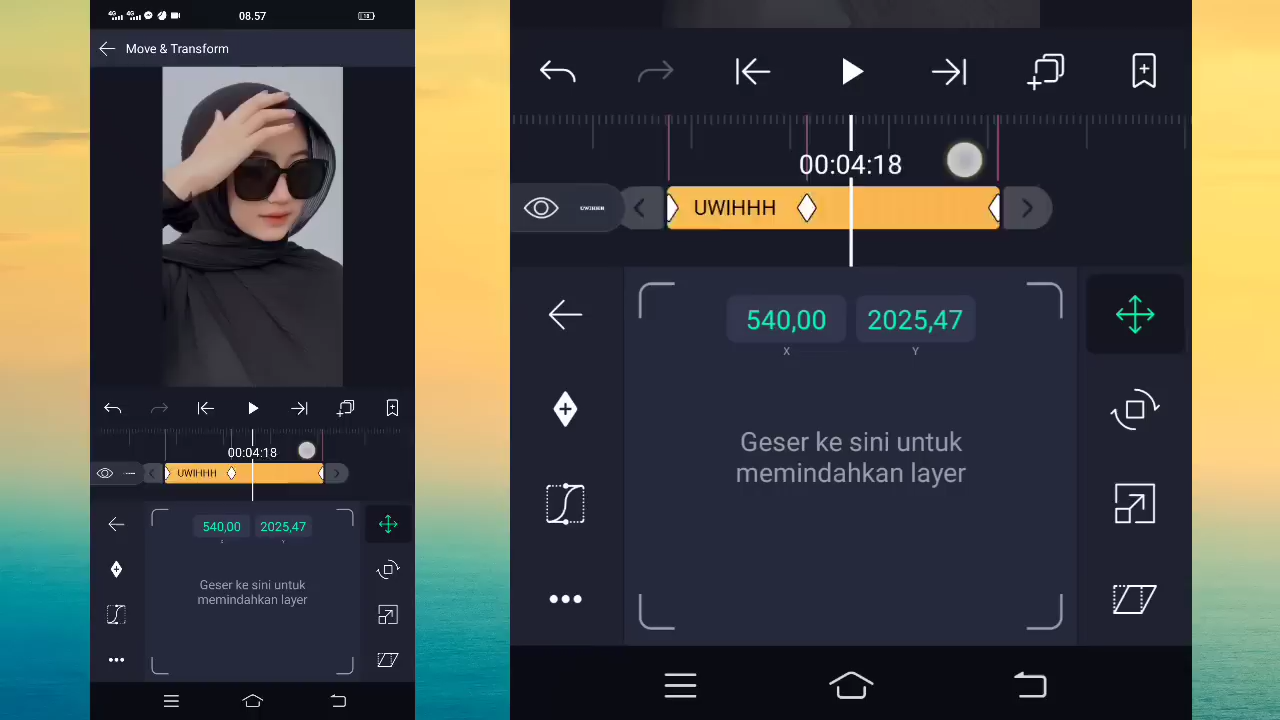 08.57
Move & Transform
00:04:18
UWIHHH
540,00
2025,47
Geser ke sini untuk
memindahkan layer
00:04:18
UWIHHH
UWIHHH
540,00
2025,47
X
Y
Geser ke sini untuk
memindahkan layer